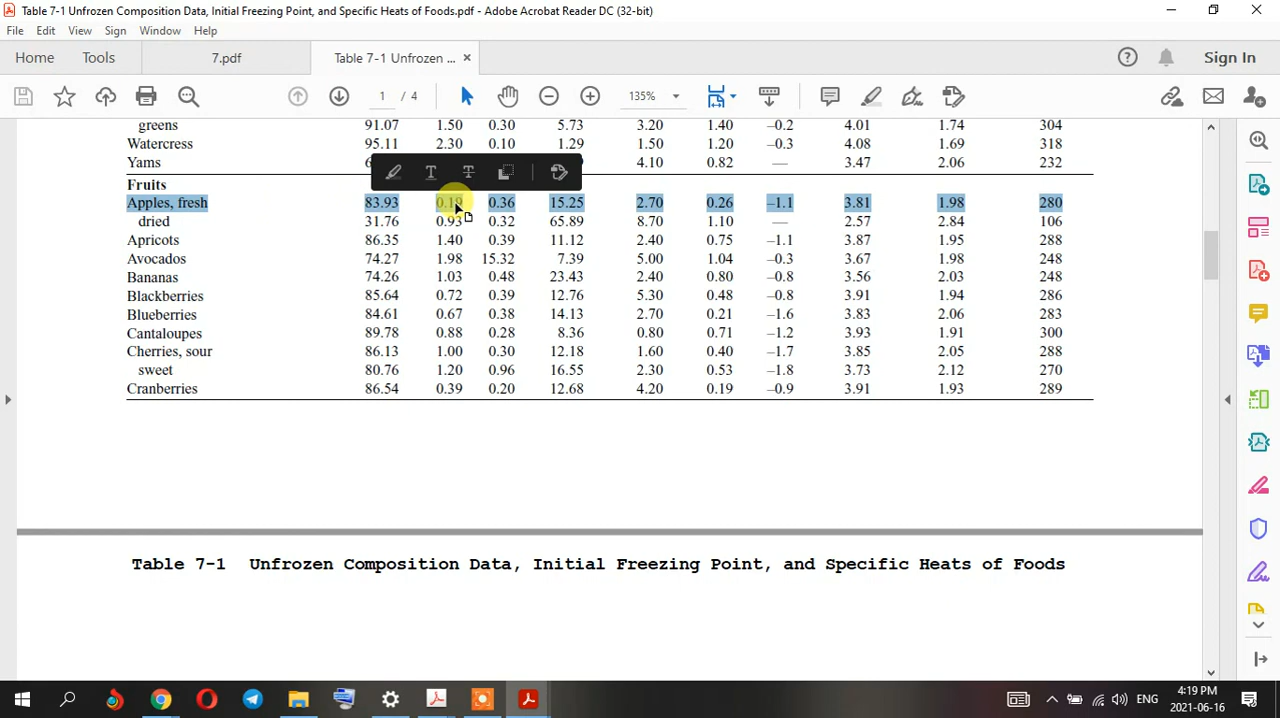 Table 7-1 Unfrozen Composition Data, Initial Freezing Point, and Specific Heats of Foods.pdf - Adobe Acrobat Reader DC (32-bit)
File Edit View Sign Window Help
Home Tools 7.pdf Table 7-1 Unfrozen ... Sign In
1 / 4 135%
greens 91.07 1.50 0.30 5.73 3.20 1.40 –0.2 4.01 1.74 304
Watercress 95.11 2.30 0.10 1.29 1.50 1.20 –0.3 4.08 1.69 318
Yams 4.10 0.82 — 3.47 2.06 232
Fruits
Apples, fresh 83.93 0.19 0.36 15.25 2.70 0.26 –1.1 3.81 1.98 280
dried 31.76 0.93 0.32 65.89 8.70 1.10 — 2.57 2.84 106
Apricots 86.35 1.40 0.39 11.12 2.40 0.75 –1.1 3.87 1.95 288
Avocados 74.27 1.98 15.32 7.39 5.00 1.04 –0.3 3.67 1.98 248
Bananas 74.26 1.03 0.48 23.43 2.40 0.80 –0.8 3.56 2.03 248
Blackberries 85.64 0.72 0.39 12.76 5.30 0.48 –0.8 3.91 1.94 286
Blueberries 84.61 0.67 0.38 14.13 2.70 0.21 –1.6 3.83 2.06 283
Cantaloupes 89.78 0.88 0.28 8.36 0.80 0.71 –1.2 3.93 1.91 300
Cherries, sour 86.13 1.00 0.30 12.18 1.60 0.40 –1.7 3.85 2.05 288
sweet 80.76 1.20 0.96 16.55 2.30 0.53 –1.8 3.73 2.12 270
Cranberries 86.54 0.39 0.20 12.68 4.20 0.19 –0.9 3.91 1.93 289
Table 7-1 Unfrozen Composition Data, Initial Freezing Point, and Specific Heats of Foods
ENG 4:19 PM
2021-06-16